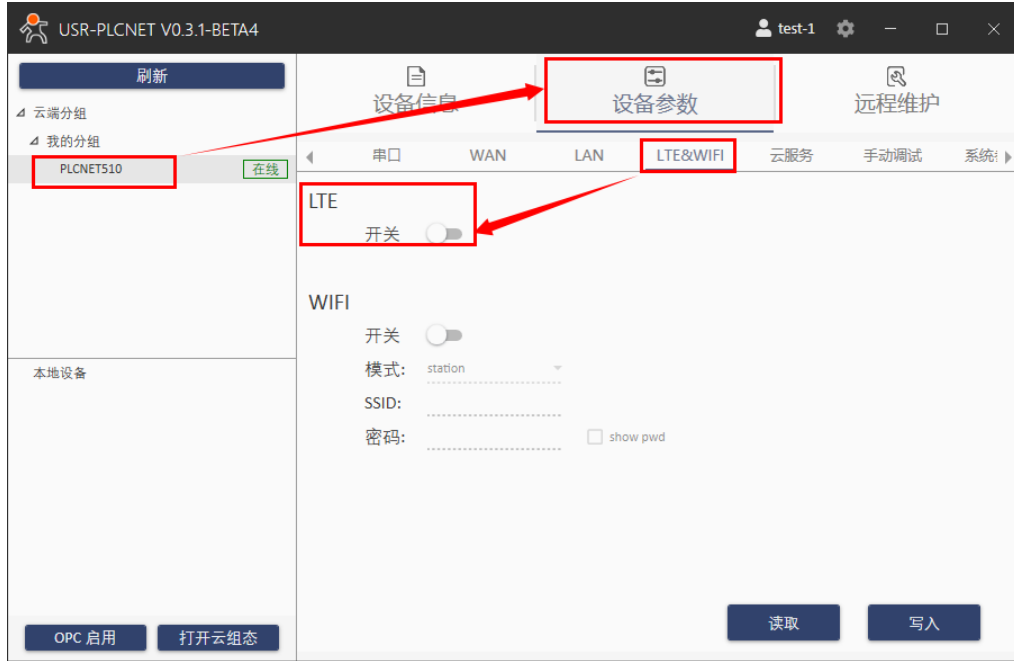 USR-PLCNET V0.3.1-BETA4
test-1
刷新
云端分组
我的分组
PLCNET510
在线
设备信息
设备参数
远程维护
串口
WAN
LAN
LTE&WIFI
云服务
手动调试
系统
LTE
开关
WIFI
开关
模式: station
SSID:
密码:
show pwd
本地设备
OPC 启用
打开云组态
读取
写入